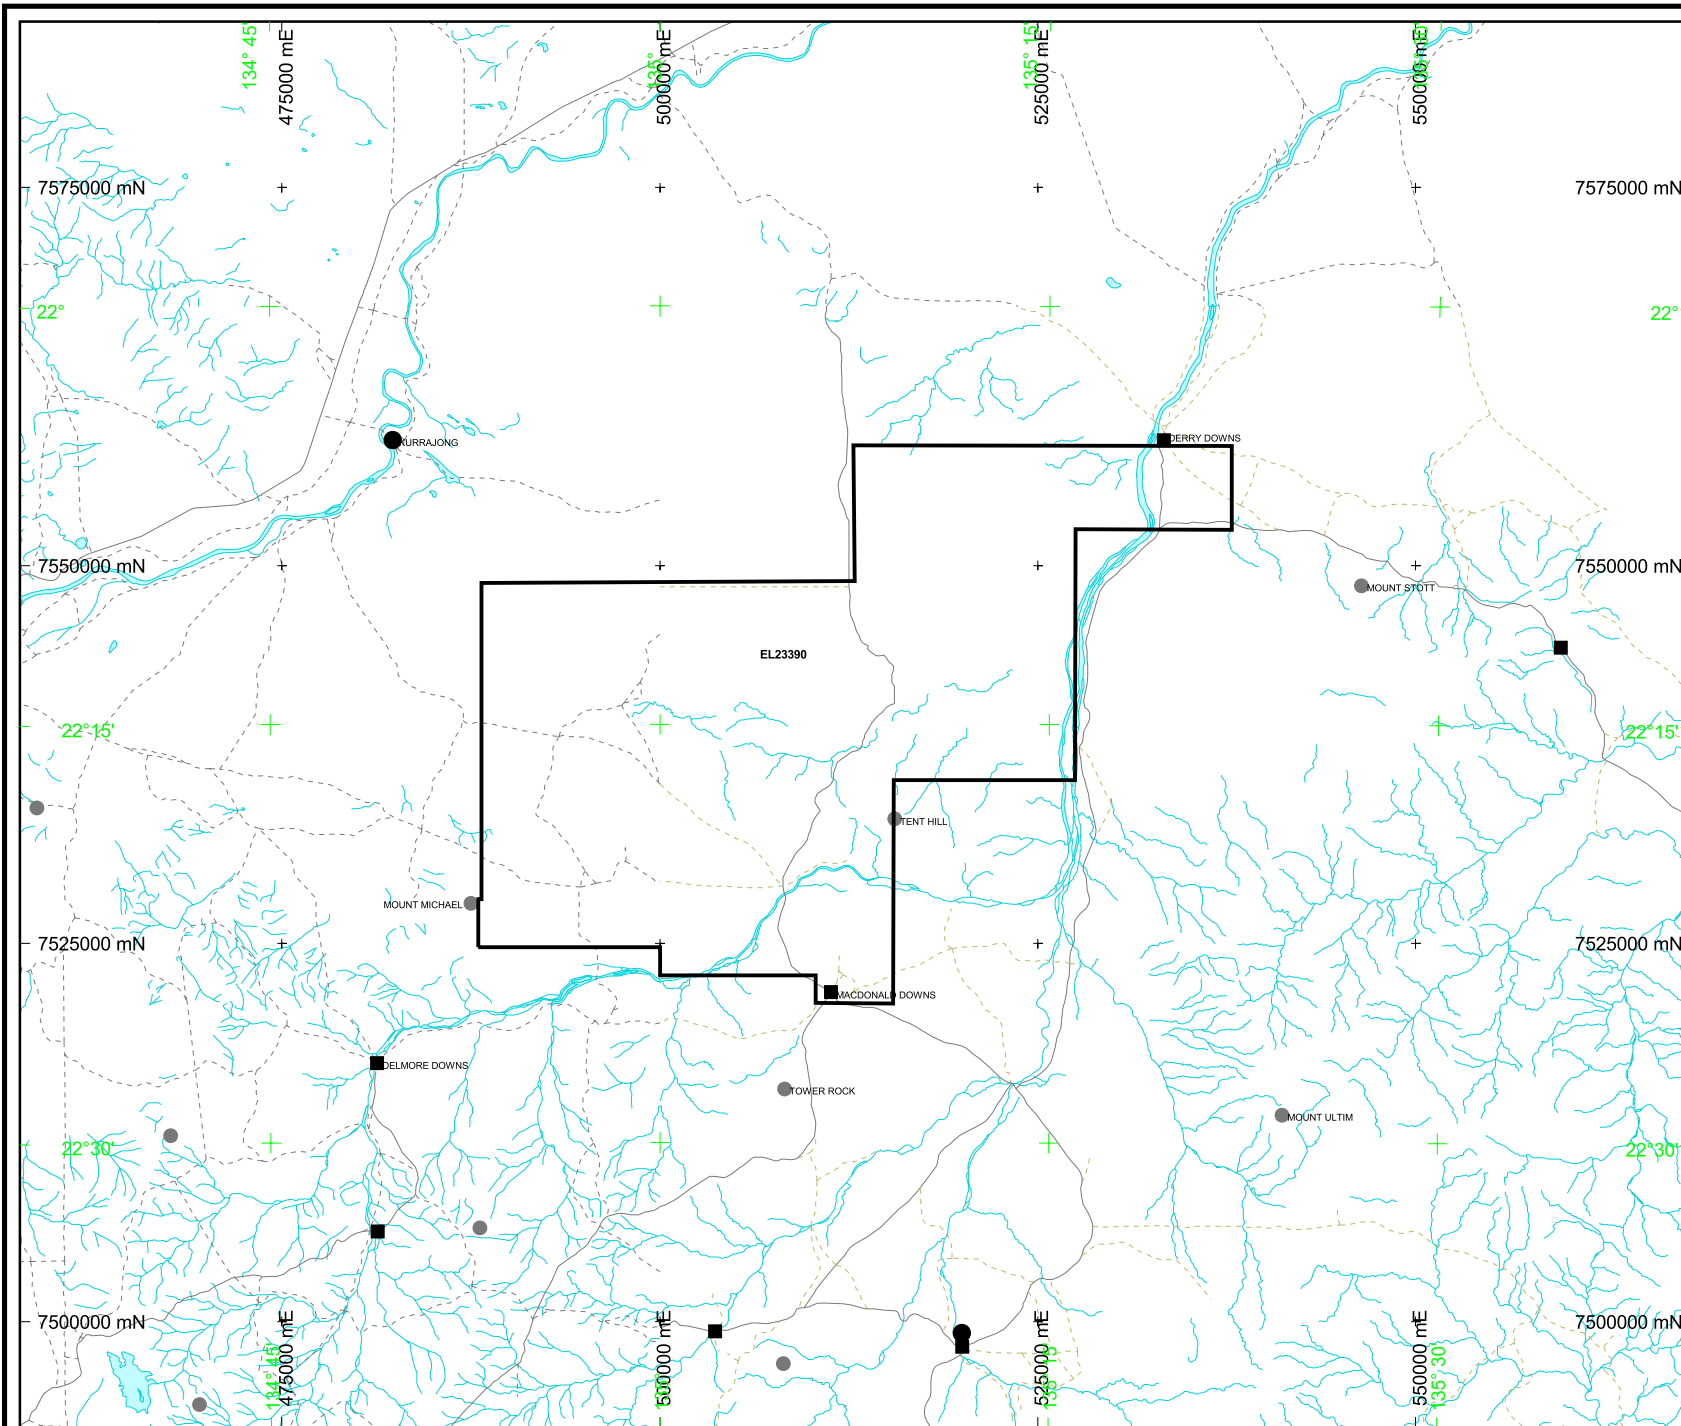 134° 45'
475000 mE
135°
500000 mE
135° 15'
525000 mE
550000 mE
7575000 mN
7575000 mN
22°
22°
KURRAJONG
DERRY DOWNS
7550000 mN
7550000 mN
MOUNT STOTT
EL23390
22°15'
22°15'
TENT HILL
MOUNT MICHAEL
7525000 mN
7525000 mN
MACDONALD DOWNS
DELMORE DOWNS
TOWER ROCK
MOUNT ULTIM
22°30'
22°30'
7500000 mN
7500000 mN
134° 45'
475000 mE
500000 mE
525000 mE
135° 15'
550000 mE
135° 30'